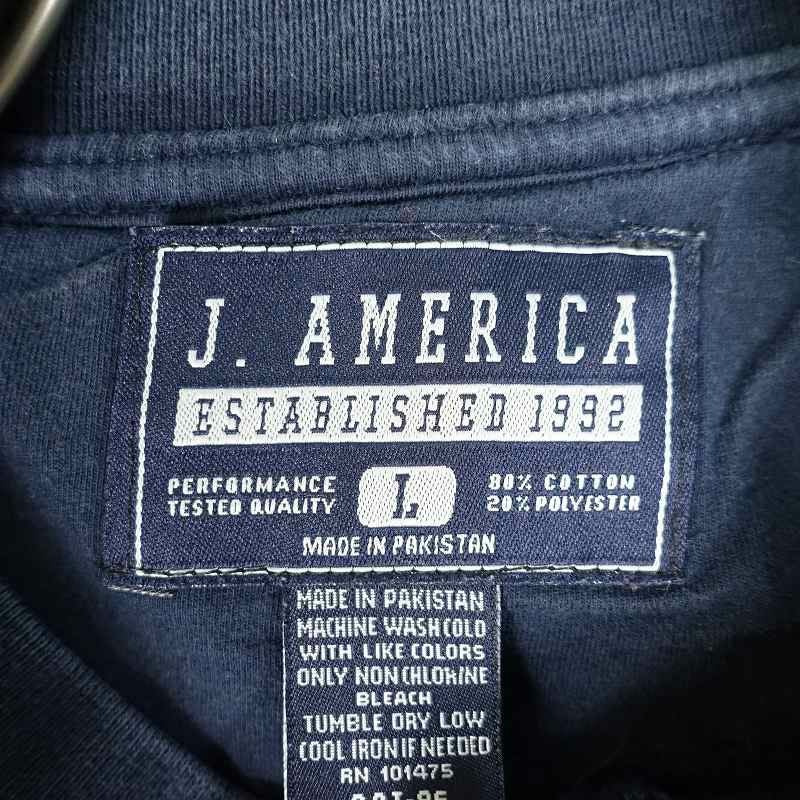 J. AMERICA
ESTABLISHED 1992
PERFORMANCE
TESTED QUALITY
L
80% COTTON
20% POLYESTER
MADE IN PAKISTAN
MADE IN PAKISTAN
MACHINE WASH COLD
WITH LIKE COLORS
ONLY NON CHLORINE
BLEACH
TUMBLE DRY LOW
COOL IRON IF NEEDED
RN 101475